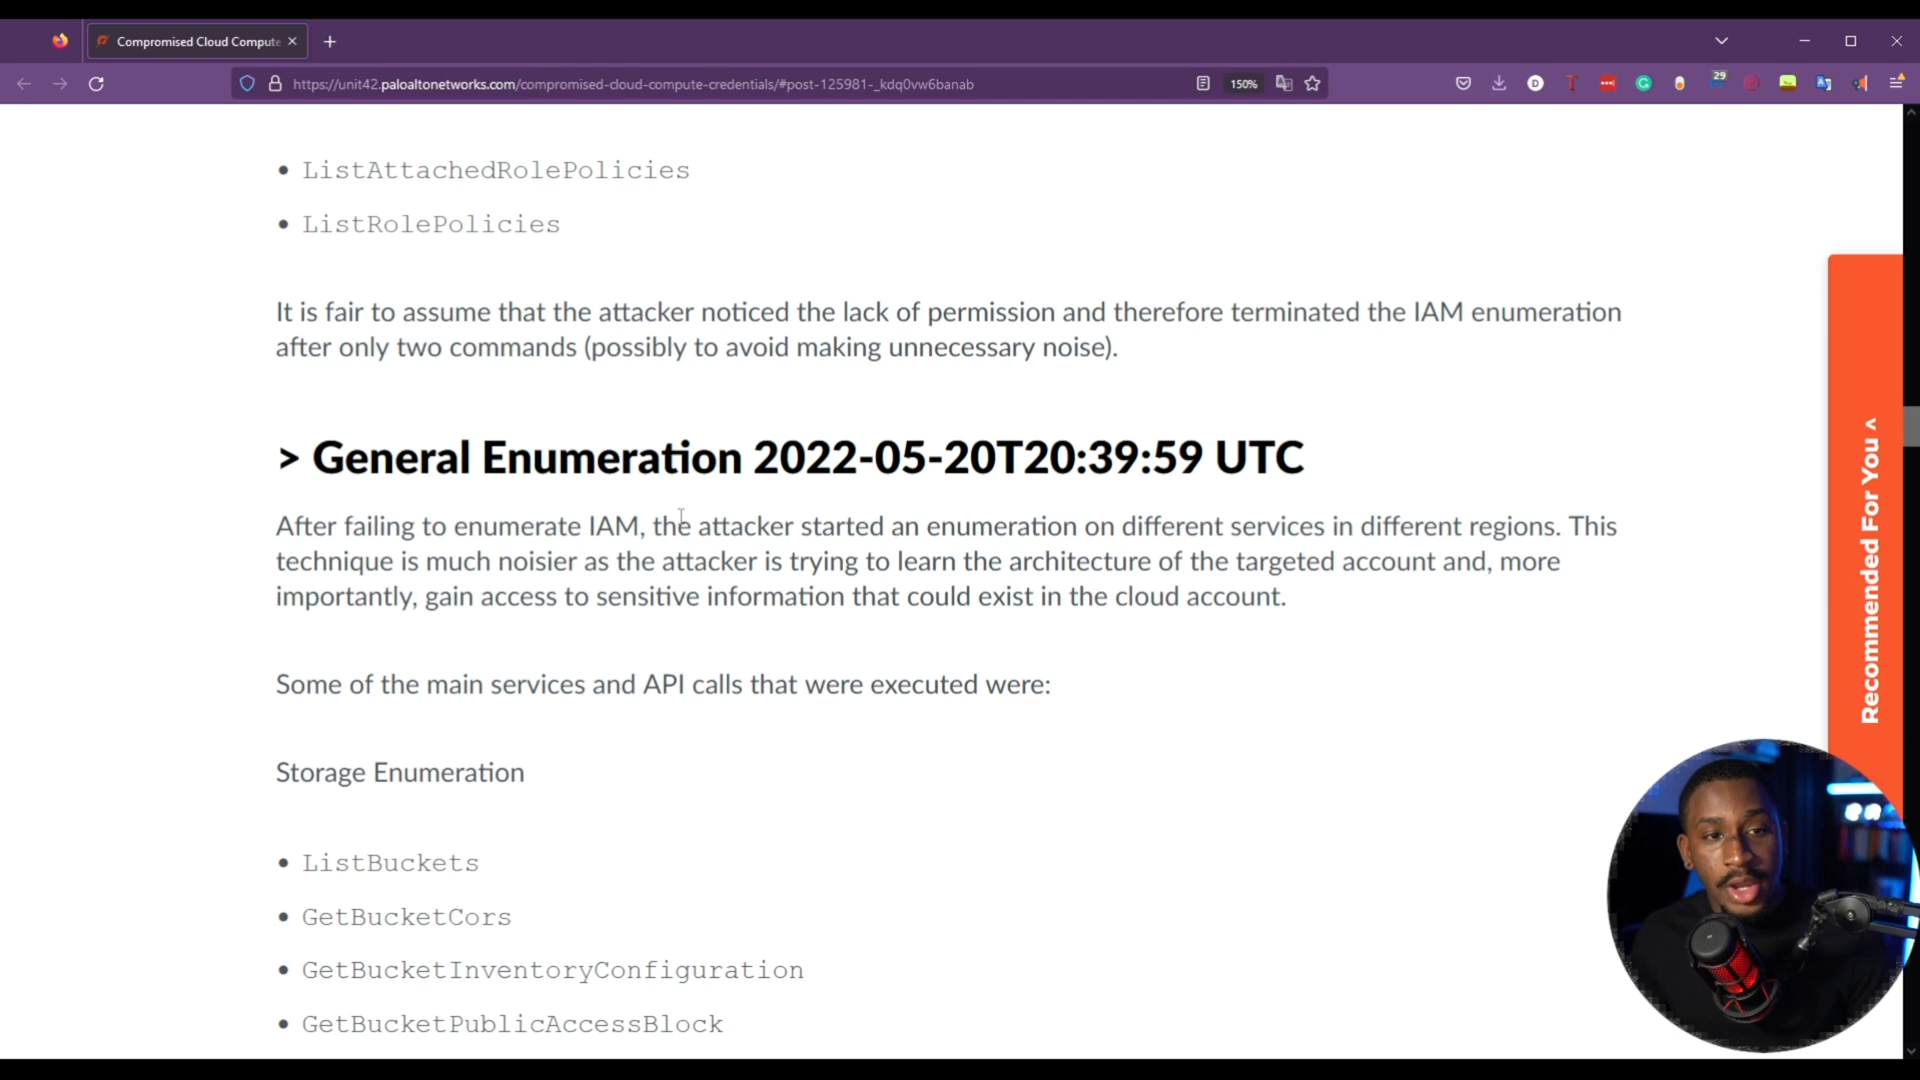 Compromised Cloud Compute
https://unit42.paloaltonetworks.com/compromised-cloud-compute-credentials/#post-125981-_kdq0vw6banab
150%
29
ListAttachedRolePolicies
ListRolePolicies
It is fair to assume that the attacker noticed the lack of permission and therefore terminated the IAM enumeration
after only two commands (possibly to avoid making unnecessary noise).
> General Enumeration 2022-05-20T20:39:59 UTC
After failing to enumerate IAM, the attacker started an enumeration on different services in different regions. This
technique is much noisier as the attacker is trying to learn the architecture of the targeted account and, more
importantly, gain access to sensitive information that could exist in the cloud account.
Some of the main services and API calls that were executed were:
Storage Enumeration
ListBuckets
GetBucketCors
GetBucketInventoryConfiguration
GetBucketPublicAccessBlock
Recommended For You ^